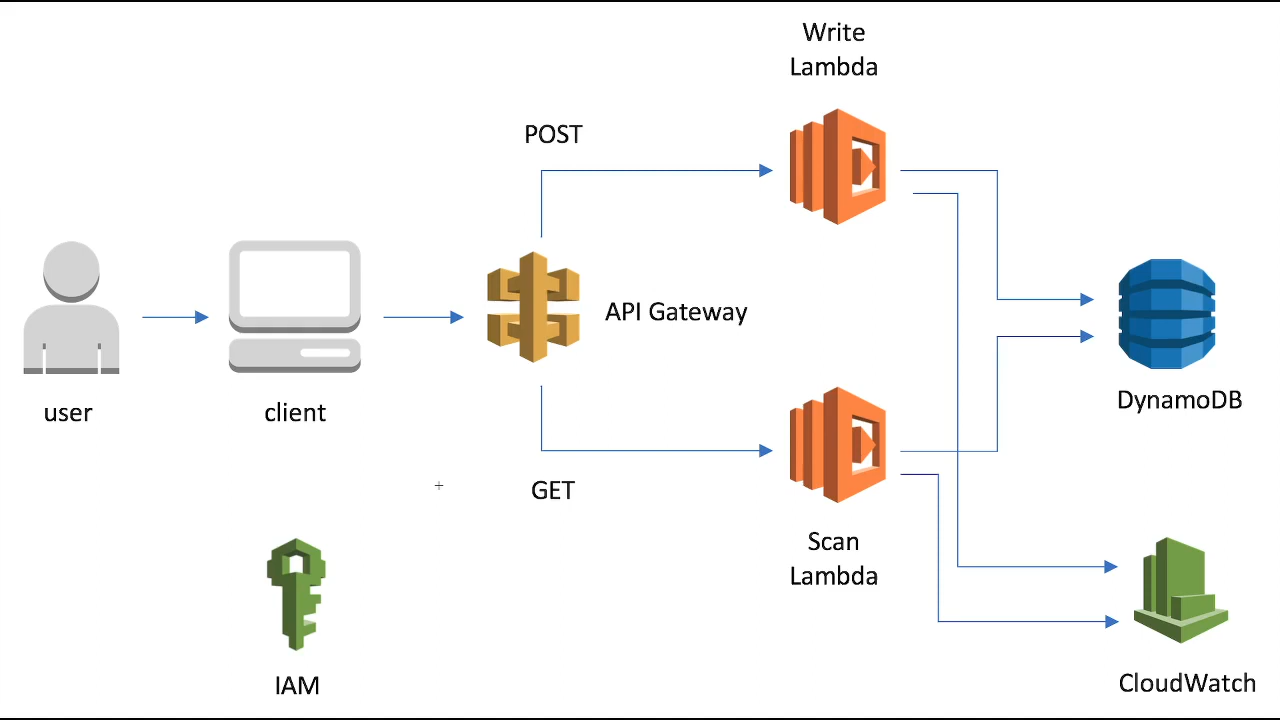 Write
Lambda
POST
API Gateway
user
client
DynamoDB
GET
Scan
Lambda
IAM
CloudWatch